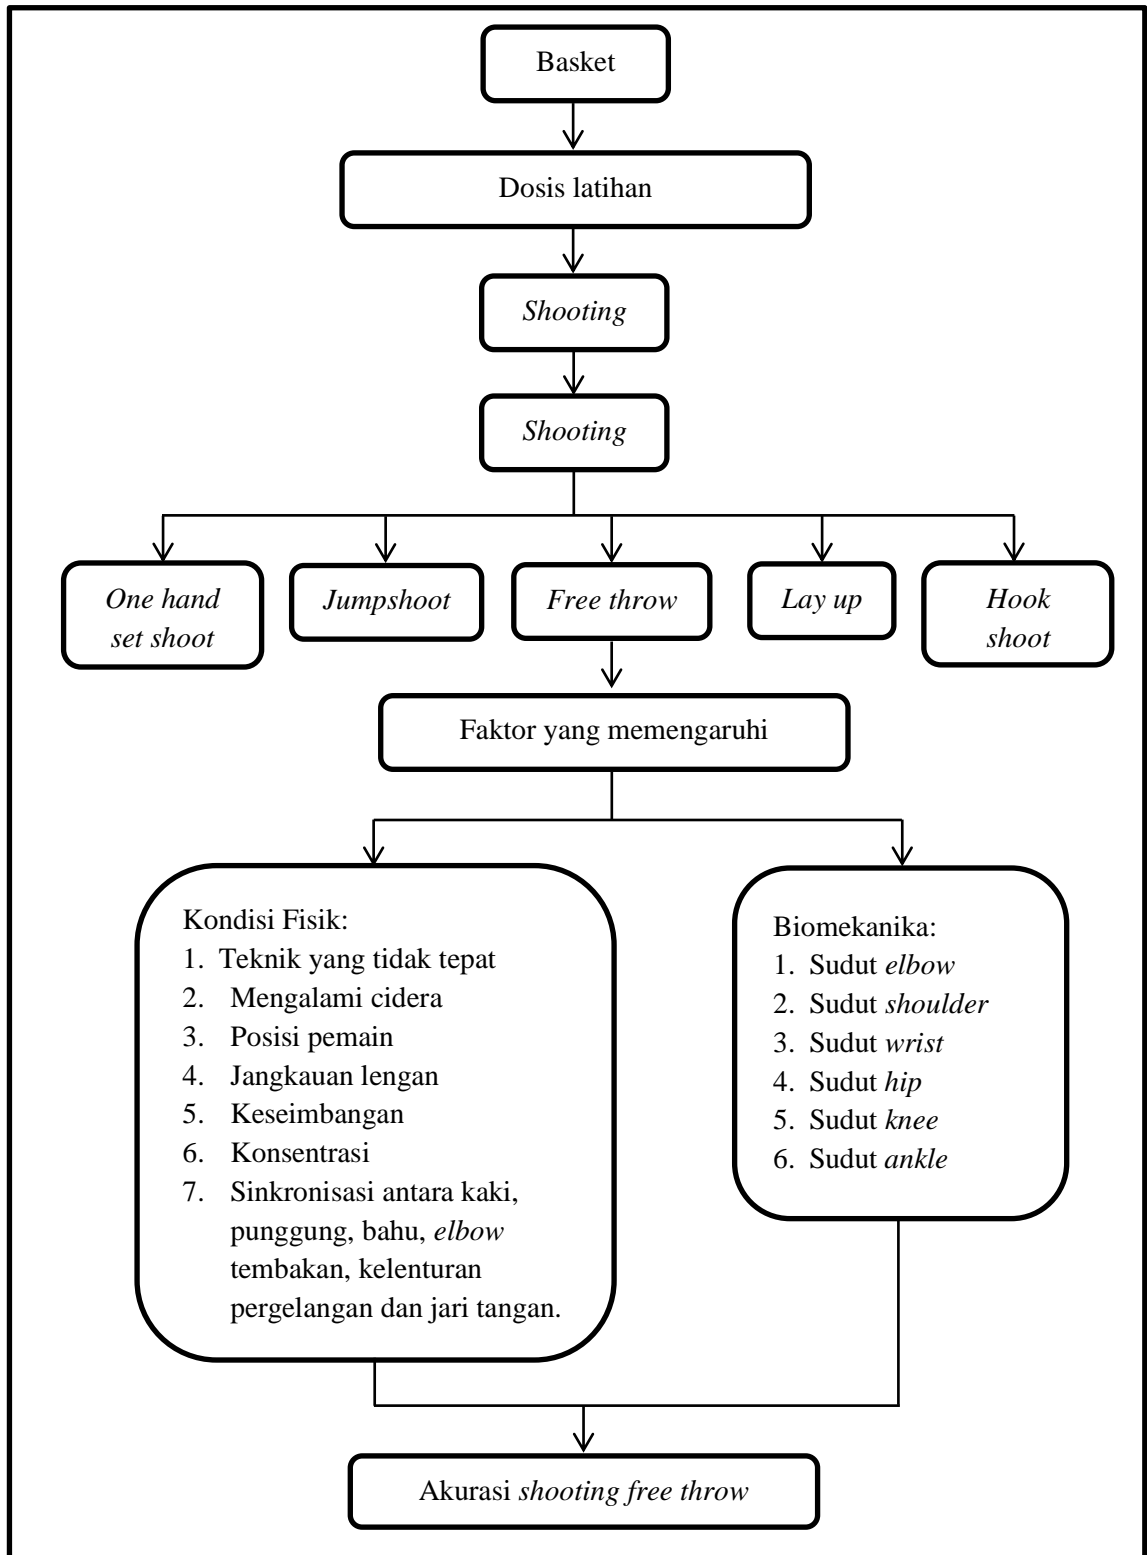 Basket
Dosis latihan
Shooting
Shooting
One hand
set shoot
Jumpshoot
Free throw
Lay up
Hook
shoot
Faktor yang memengaruhi
Kondisi Fisik:
1. Teknik yang tidak tepat
2. Mengalami cidera
3. Posisi pemain
4. Jangkauan lengan
5. Keseimbangan
6. Konsentrasi
7. Sinkronisasi antara kaki,
punggung, bahu, elbow
tembakan, kelenturan
pergelangan dan jari tangan.
Biomekanika:
1. Sudut elbow
2. Sudut shoulder
3. Sudut wrist
4. Sudut hip
5. Sudut knee
6. Sudut ankle
Akurasi shooting free throw